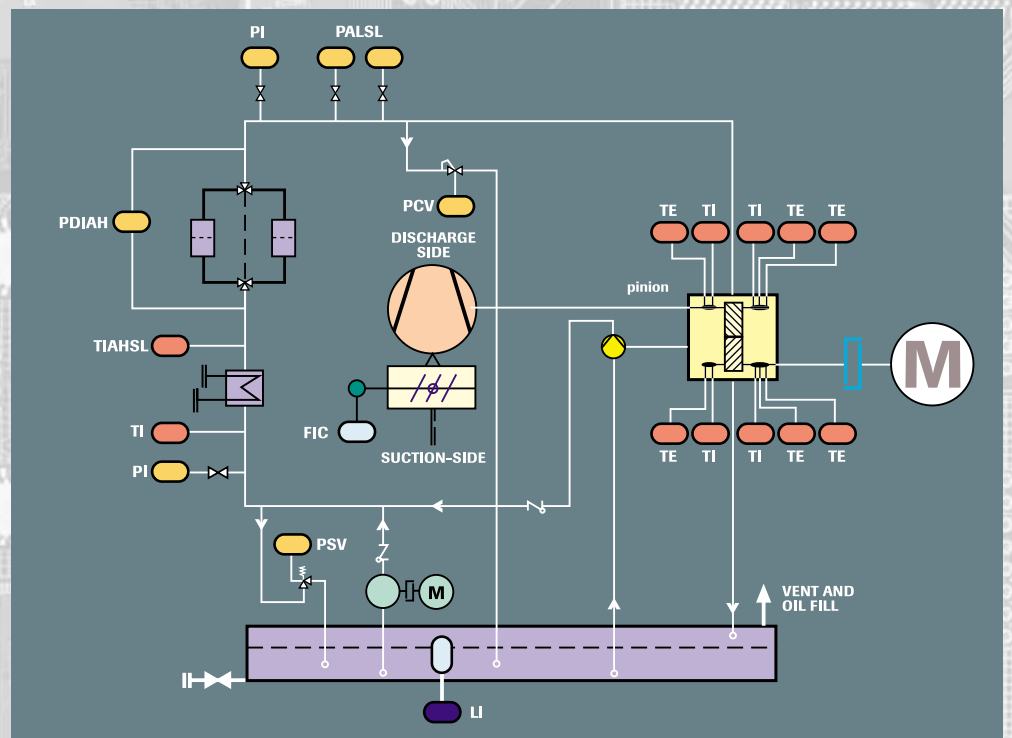 PI
PALSL
PDIAH
PCV
DISCHARGE
SIDE
TE
TI
TI
TE
TE
pinion
TIAHSL
M
TI
FIC
PI
SUCTION-SIDE
TE
TI
TI
TE
TE
PSV
M
VENT AND
OIL FILL
LI